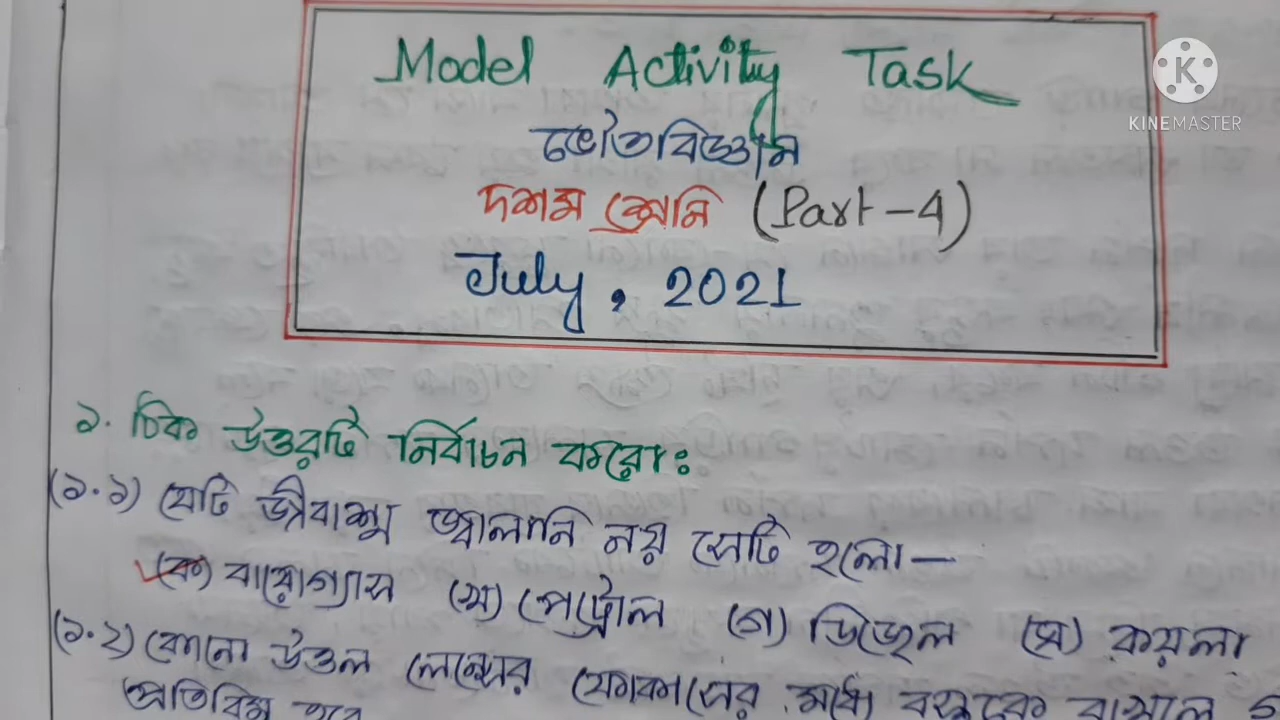 Model Activity Task
KINEMASTER
ভৌতবিজ্ঞান
দশম শ্রেনি (Part-4)
July, 2021
১. ঠিক উত্তরটি নির্বাচন করো:
(১.১) যেটি জীবাশ্ম জ্বালানি নয় সেটি হলো—
(ক) বায়োগ্যাস (খ) পেট্রোল (গ) ডিজেল (ঘ) কয়লা
(১.২) কোনো উত্তল লেন্সের ফোকাসের মধ্যে বস্তুকে রাখলে
প্রতিবিম্ব হবে